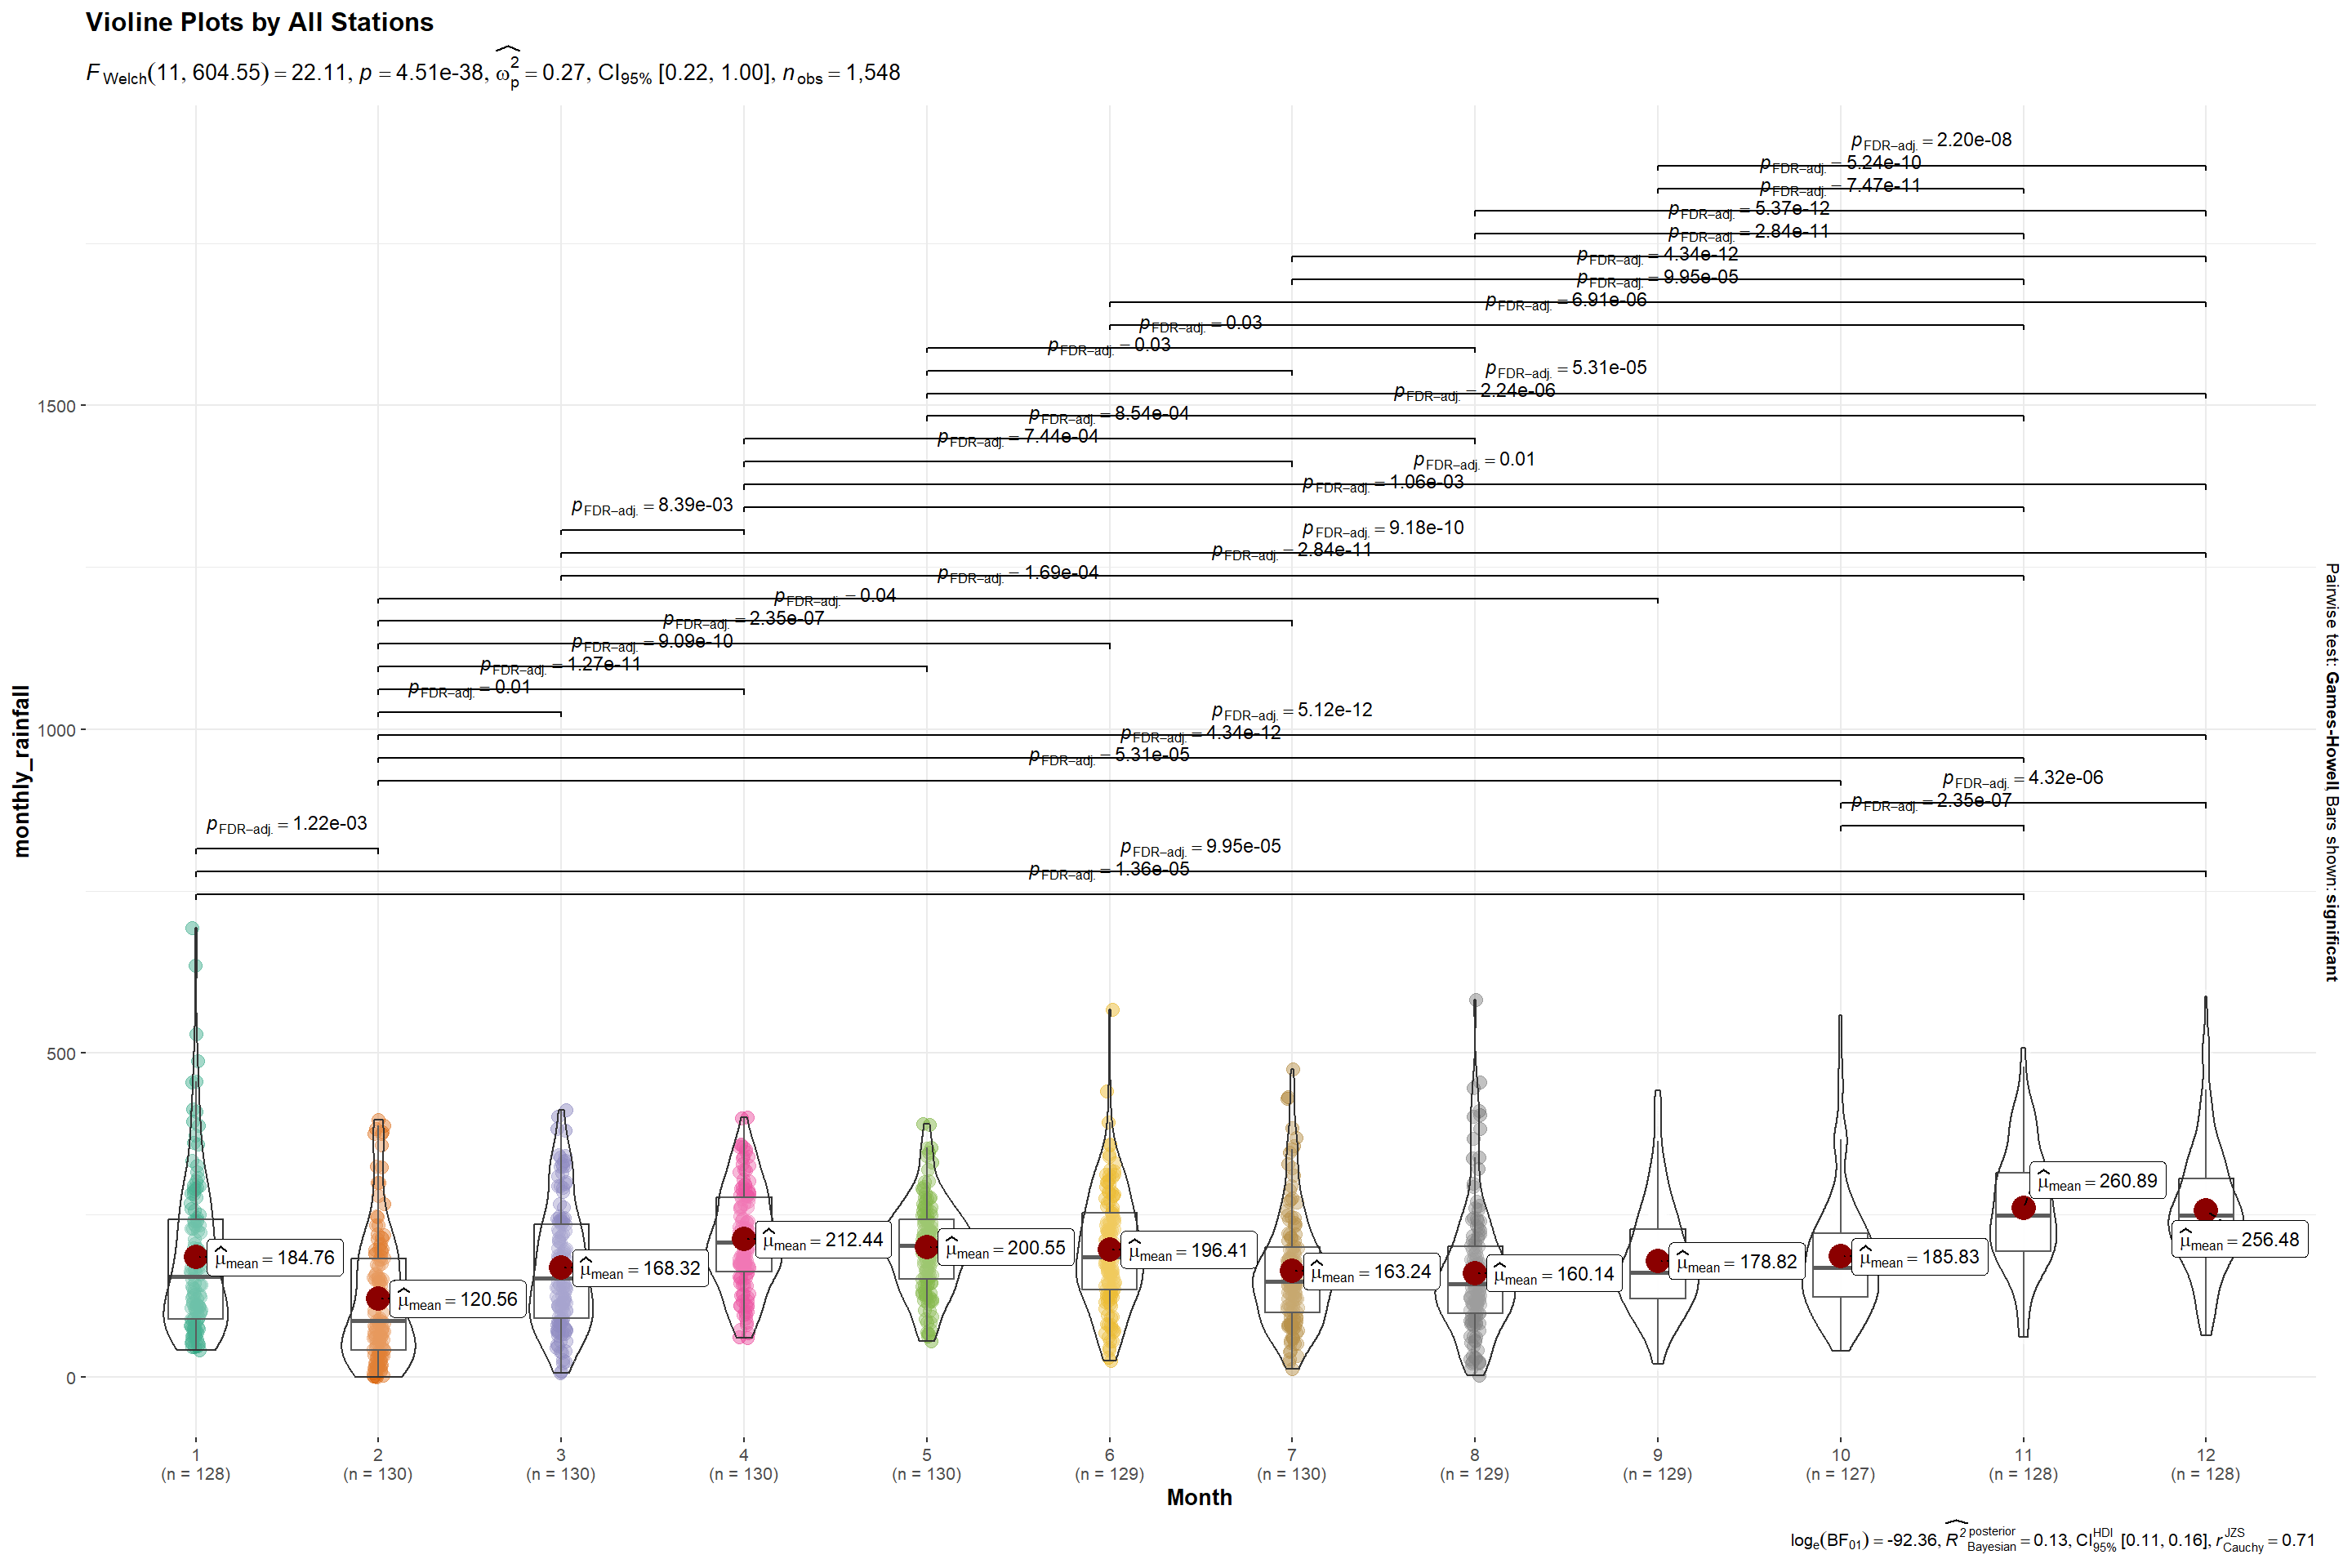 Violine Plots by All Stations
F Welch(11, 604.55) = 22.11, p = 4.51e-38, ω̂²p = 0.27, CI95% [0.22, 1.00], nobs = 1,548
pFDR–adj. = 2.20e-08
pFDR–adj. = 5.24e-10
pFDR–adj. = 7.47e-11
pFDR–adj. = 5.37e-12
pFDR–adj. = 2.84e-11
pFDR–adj. = 4.34e-12
pFDR–adj. = 9.95e-05
pFDR–adj. = 6.91e-06
pFDR–adj. = 0.03
pFDR–adj. = 0.03
pFDR–adj. = 5.31e-05
pFDR–adj. = 2.24e-06
pFDR–adj. = 8.54e-04
pFDR–adj. = 7.44e-04
pFDR–adj. = 0.01
pFDR–adj. = 1.06e-03
pFDR–adj. = 8.39e-03
pFDR–adj. = 9.18e-10
pFDR–adj. = 2.84e-11
pFDR–adj. = 1.69e-04
pFDR–adj. = 0.04
pFDR–adj. = 2.35e-07
pFDR–adj. = 9.09e-10
pFDR–adj. = 1.27e-11
pFDR–adj. = 0.01
pFDR–adj. = 5.12e-12
pFDR–adj. = 4.34e-12
pFDR–adj. = 5.31e-05
pFDR–adj. = 4.32e-06
pFDR–adj. = 2.35e-07
pFDR–adj. = 1.22e-03
pFDR–adj. = 9.95e-05
pFDR–adj. = 1.36e-05
1500
1000
500
0
monthly_rainfall
μ̂mean = 184.76
μ̂mean = 120.56
μ̂mean = 168.32
μ̂mean = 212.44
μ̂mean = 200.55
μ̂mean = 196.41
μ̂mean = 163.24
μ̂mean = 160.14
μ̂mean = 178.82
μ̂mean = 185.83
μ̂mean = 260.89
μ̂mean = 256.48
Pairwise test: Games-Howell, Bars shown: significant
1 2 3 4 5 6 7 8 9 10 11 12
(n = 128) (n = 130) (n = 130) (n = 130) (n = 130) (n = 129) (n = 130) (n = 129) (n = 129) (n = 127) (n = 128) (n = 128)
Month
loge(BF01) = -92.36, R̂² posterior Bayesian = 0.13, CI HDI 95% [0.11, 0.16], r JZS Cauchy = 0.71